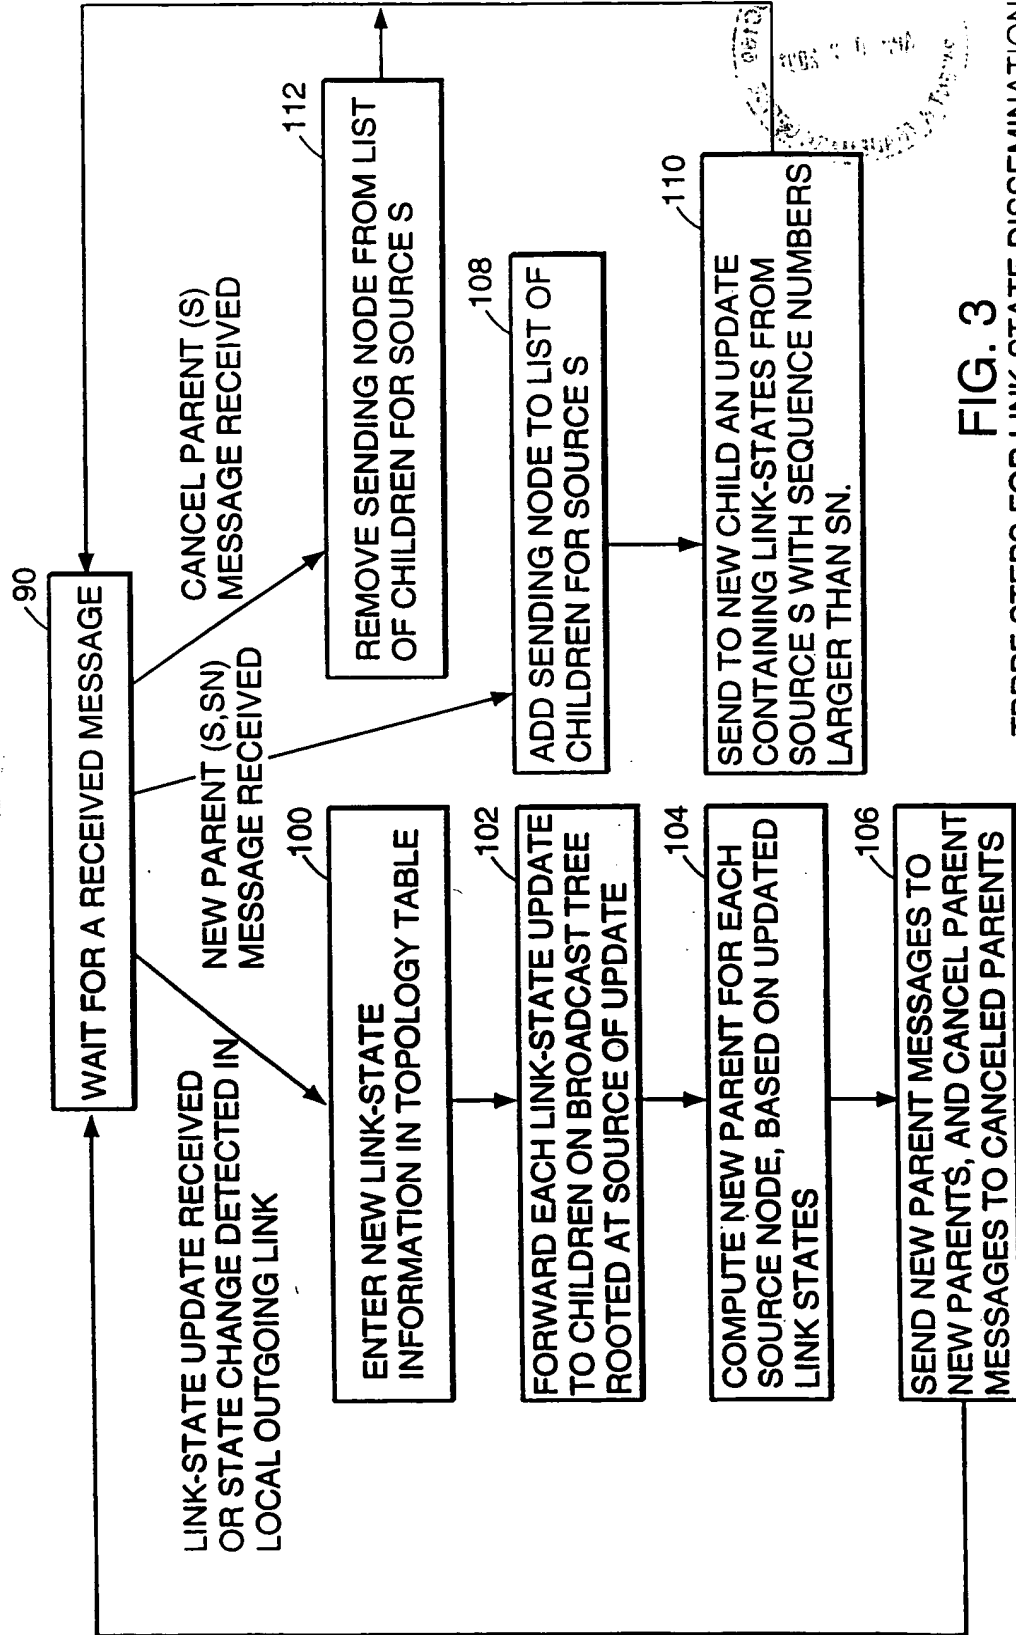 90
WAIT FOR A RECEIVED MESSAGE
LINK-STATE UPDATE RECEIVED
OR STATE CHANGE DETECTED IN
LOCAL OUTGOING LINK
NEW PARENT (S,SN)
MESSAGE RECEIVED
CANCEL PARENT (S)
MESSAGE RECEIVED
100
ENTER NEW LINK-STATE
INFORMATION IN TOPOLOGY TABLE
102
FORWARD EACH LINK-STATE UPDATE
TO CHILDREN ON BROADCAST TREE
ROOTED AT SOURCE OF UPDATE
104
COMPUTE NEW PARENT FOR EACH
SOURCE NODE, BASED ON UPDATED
LINK STATES
106
SEND NEW PARENT MESSAGES TO
NEW PARENTS, AND CANCEL PARENT
MESSAGES TO CANCELED PARENTS
112
REMOVE SENDING NODE FROM LIST
OF CHILDREN FOR SOURCE S
108
ADD SENDING NODE TO LIST OF
CHILDREN FOR SOURCE S
110
SEND TO NEW CHILD AN UPDATE
CONTAINING LINK-STATES FROM
SOURCE S WITH SEQUENCE NUMBERS
LARGER THAN SN.
FIG. 3
STEPS FOR LINK-STATE DISSEMINATION